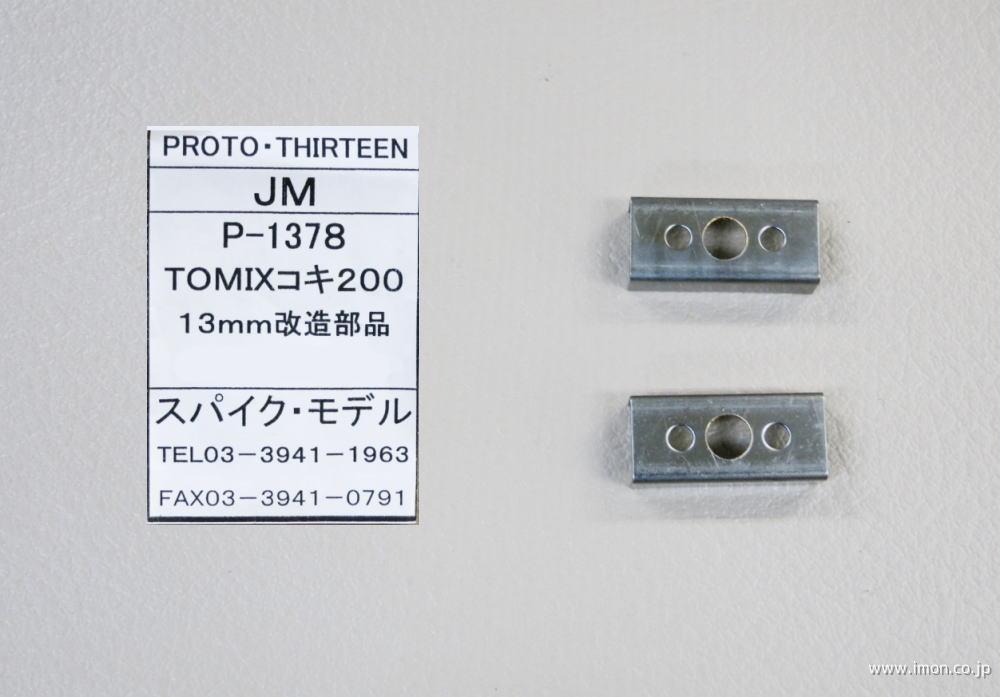 PROTO・THIRTEEN
JM
P-1378
TOMIXコキ200
13mm改造部品
スパイク・モデル
TEL03－3941－1963
FAX03－3941－0791
www.imon.co.jp